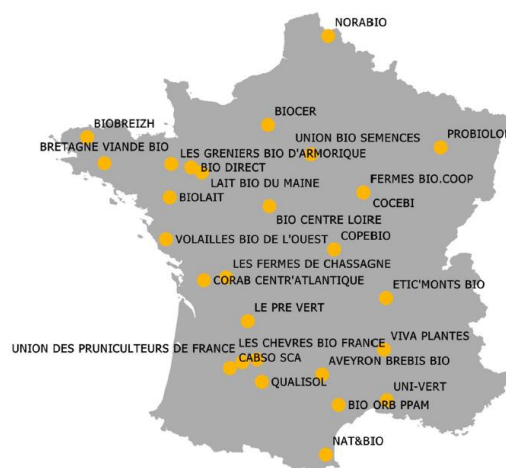 NORABIO
BIOCER
BIOBREIZH
UNION BIO SEMENCES
PROBIOLOR
BRETAGNE VIANDE BIO
LES GRENIERS BIO D'ARMORIQUE
BIO DIRECT
LAIT BIO DU MAINE
FERMES BIO.COOP
BIOLAIT
COCEBI
BIO CENTRE LOIRE
VOLAILLES BIO DE L'OUEST
COPEBIO
LES FERMES DE CHASSAGNE
CORAB CENTR'ATLANTIQUE
ETIC'MONTS BIO
LE PRE VERT
VIVA PLANTES
LES CHEVRES BIO FRANCE
UNION DES PRUNICULTEURS DE FRANCE
CABSO SCA
AVEYRON BREBIS BIO
QUALISOL
UNI-VERT
BIO ORB PPAM
NAT&BIO